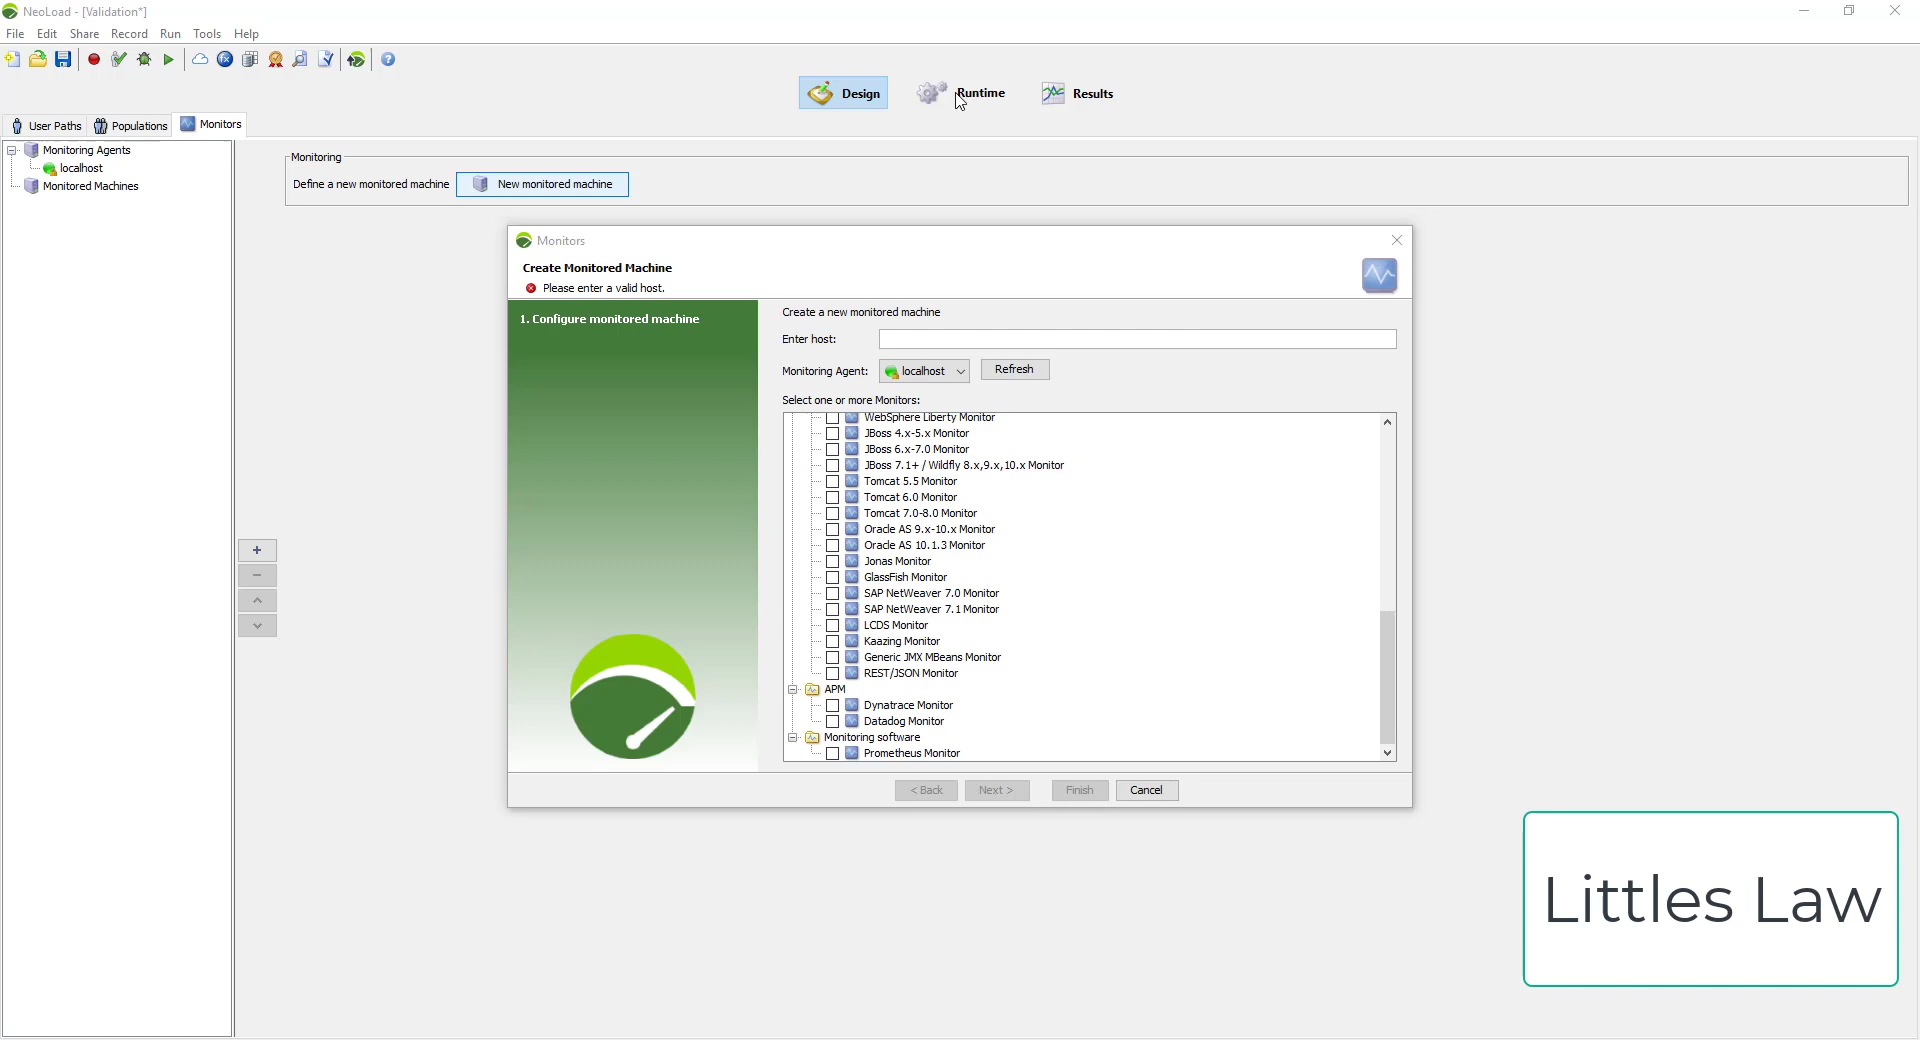 NeoLoad - [Validation*]
File Edit Share Record Run Tools Help
Design Runtime Results
User Paths Populations Monitors
Monitoring Agents
localhost
Monitored Machines
Monitoring
Define a new monitored machine New monitored machine
Monitors
Create Monitored Machine
Please enter a valid host.
1. Configure monitored machine
Create a new monitored machine
Enter host:
Monitoring Agent: localhost Refresh
Select one or more Monitors:
WebSphere Liberty Monitor
JBoss 4.x-5.x Monitor
JBoss 6.x-7.0 Monitor
JBoss 7.1+ / Wildfly 8.x,9.x,10.x Monitor
Tomcat 5.5 Monitor
Tomcat 6.0 Monitor
Tomcat 7.0-8.0 Monitor
Oracle AS 9.x-10.x Monitor
Oracle AS 10.1.3 Monitor
Jonas Monitor
GlassFish Monitor
SAP NetWeaver 7.0 Monitor
SAP NetWeaver 7.1 Monitor
LCDS Monitor
Kaazing Monitor
Generic JMX MBeans Monitor
REST/JSON Monitor
APM
Dynatrace Monitor
Datadog Monitor
Monitoring software
Prometheus Monitor
< Back Next > Finish Cancel
Littles Law